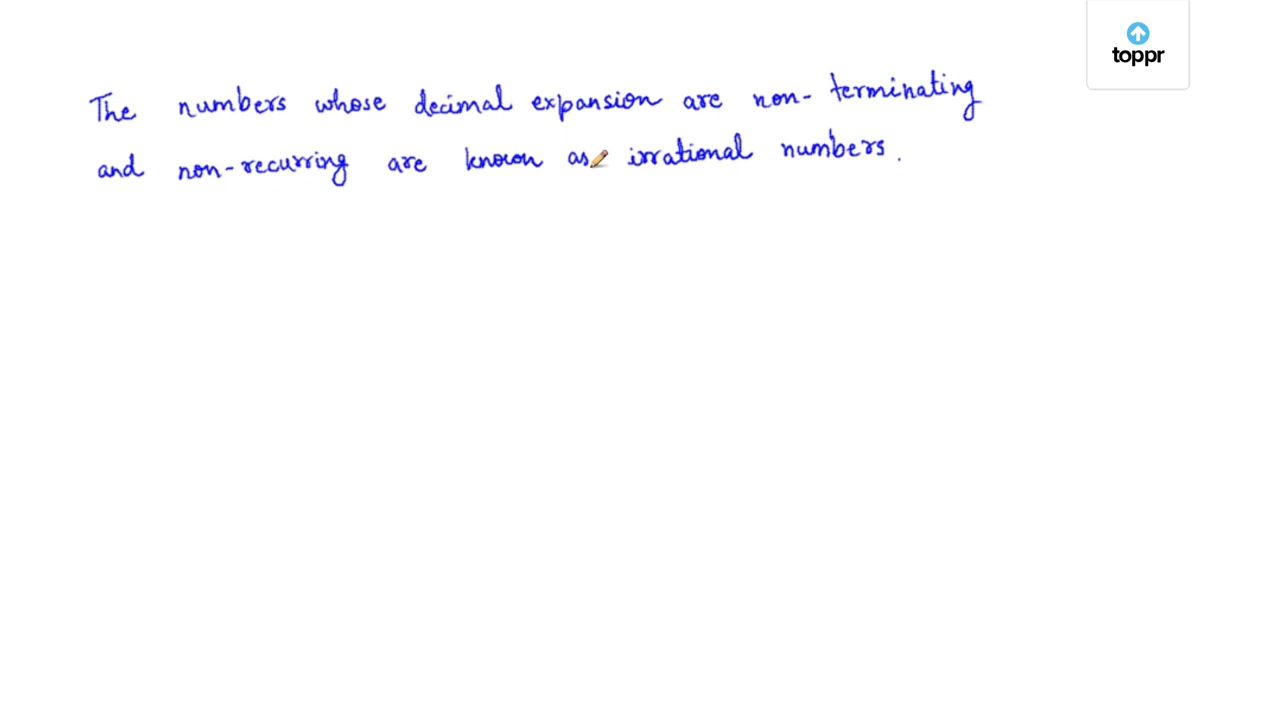 toppr
The numbers whose decimal expansion are non-terminating
and non-recurring are known as irrational numbers.